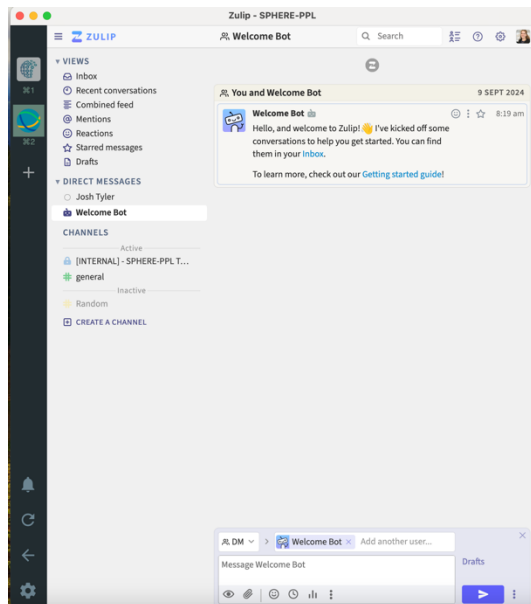 Zulip - SPHERE-PPL
ZULIP
Welcome Bot
Search
⌘1
⌘2
VIEWS
Inbox
Recent conversations
Combined feed
Mentions
Reactions
Starred messages
Drafts
DIRECT MESSAGES
Josh Tyler
Welcome Bot
CHANNELS
Active
[INTERNAL] - SPHERE-PPL T...
general
Inactive
Random
CREATE A CHANNEL
You and Welcome Bot 9 SEPT 2024
Welcome Bot 8:19 am
Hello, and welcome to Zulip! 👋 I've kicked off some
conversations to help you get started. You can find
them in your Inbox.
To learn more, check out our Getting started guide!
DM > Welcome Bot × Add another user...
Message Welcome Bot
Drafts